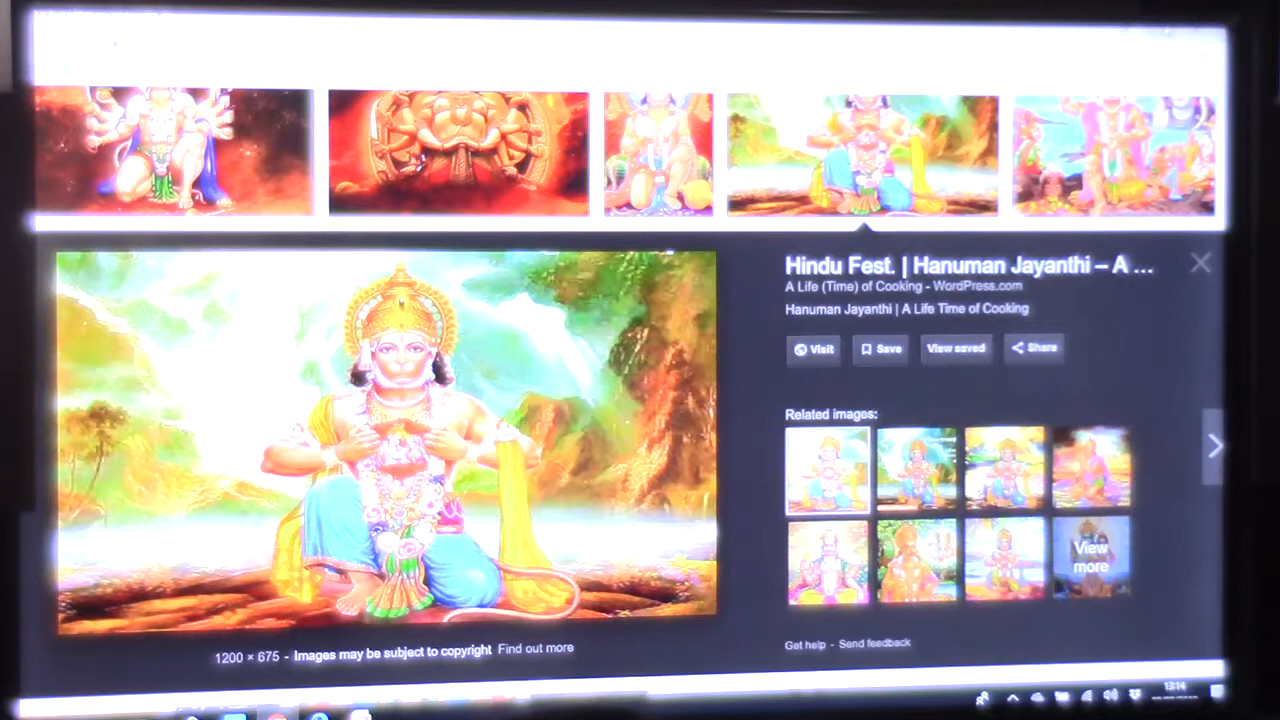 Hindu Fest. | Hanuman Jayanthi – A ...
A Life (Time) of Cooking - WordPress.com
Hanuman Jayanthi | A Life Time of Cooking
Visit Save View saved Share
Related images:
View
more
Get help - Send feedback
1200 × 675 - Images may be subject to copyright Find out more
13:14